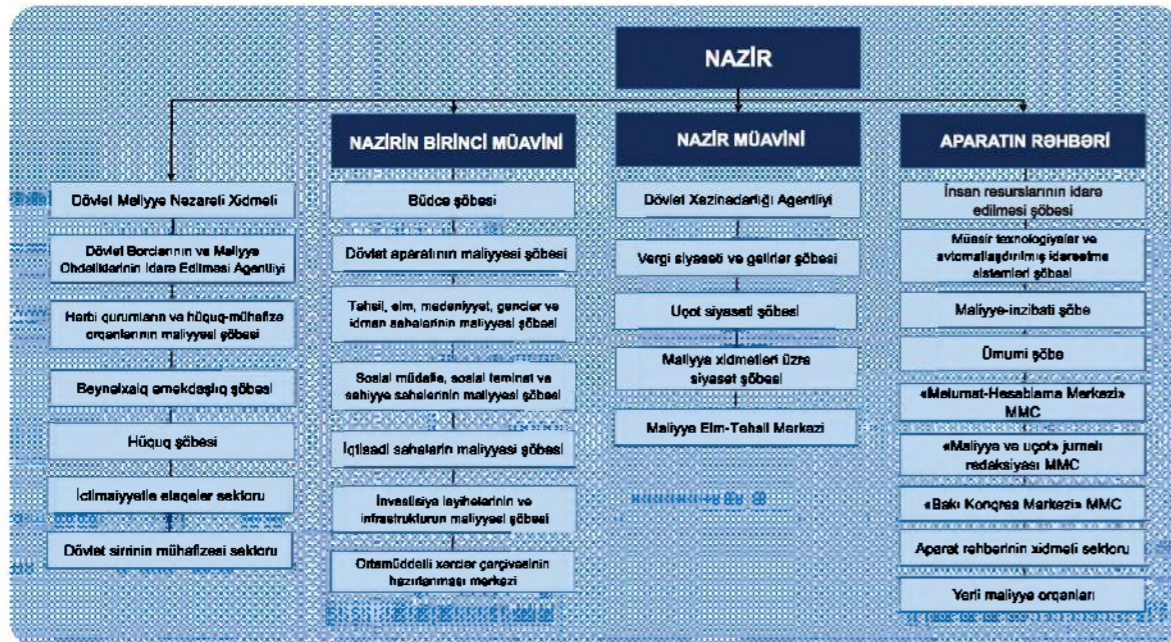 NAZİR
NAZİRİN BİRİNCİ MÜAVİNİ
NAZİR MÜAVİNİ
APARATIN RƏHBƏRİ
Dövlət Maliyyə Nəzarəti Xidməti
Dövlət Borclarının və Maliyyə
Öhdəliklərinin İdarə Edilməsi Agentliyi
Hərbi qurumların və hüquq-mühafizə
orqanlarının maliyyəsi şöbəsi
Beynəlxalq əməkdaşlıq şöbəsi
Hüquq şöbəsi
İctimaiyyətlə əlaqələr sektoru
Dövlət sirrinin mühafizəsi sektoru
Büdcə şöbəsi
Dövlət aparatının maliyyəsi şöbəsi
Təhsil, elm, mədəniyyət, gənclər və
idman sahələrinin maliyyəsi şöbəsi
Sosial müdafiə, sosial təminat və
səhiyyə sahələrinin maliyyəsi şöbəsi
İqtisadi sahələrin maliyyəsi şöbəsi
İnvestisiya layihələrinin və
infrastrukturun maliyyəsi şöbəsi
Ortamüddətli xərclər çərçivəsinin
hazırlanması mərkəzi
Dövlət Xəzinədarlığı Agentliyi
Vergi siyasəti və gəlirlər şöbəsi
Uçot siyasəti şöbəsi
Maliyyə xidmətləri üzrə
siyasət şöbəsi
Maliyyə Elm-Təhsil Mərkəzi
İnsan resurslarının idarə
edilməsi şöbəsi
Müasir texnologiyalar və
avtomatlaşdırılmış idarəetmə
sistemləri şöbəsi
Maliyyə-inzibati şöbə
Ümumi şöbə
«Məlumat-Hesablama Mərkəzi»
MMC
«Maliyyə və uçot» jurnalı
redaksiyası MMC
«Bakı Konqres Mərkəzi» MMC
Aparat rəhbərinin xidməti sektoru
Yerli maliyyə orqanları